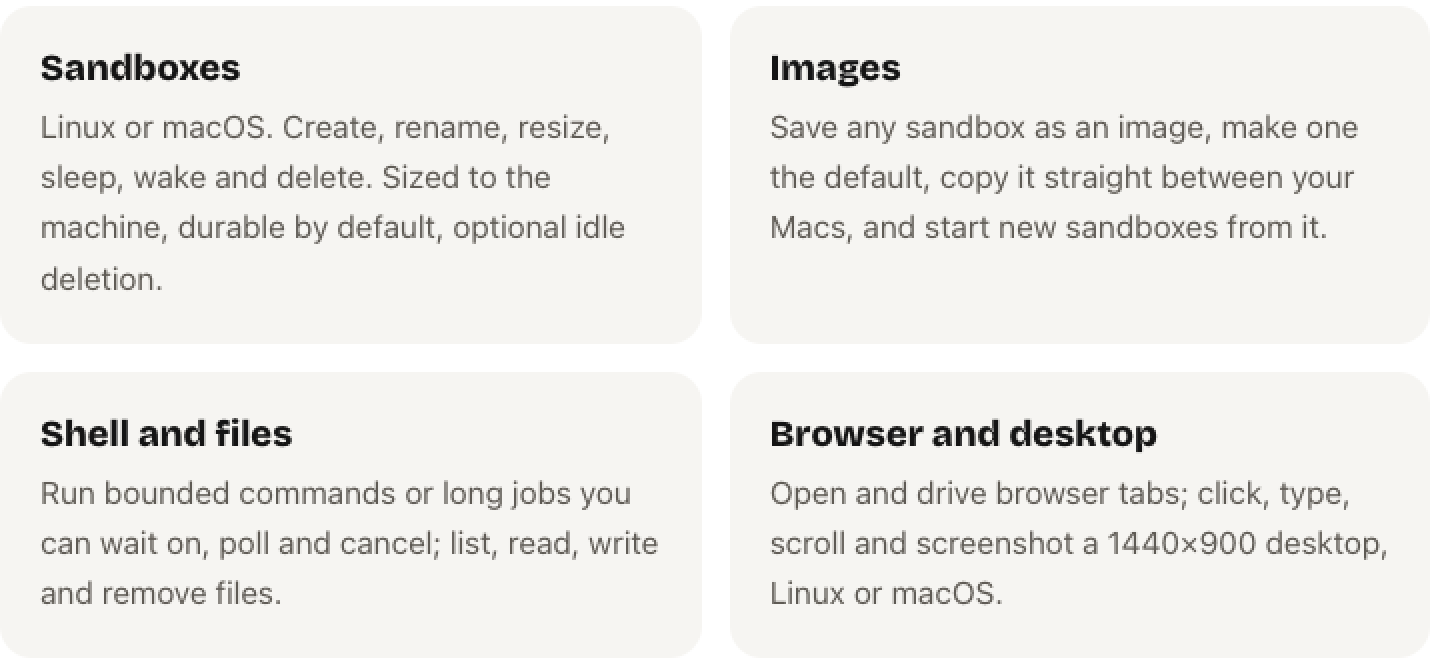 Sandboxes
Linux or macOS. Create, rename, resize,
sleep, wake and delete. Sized to the
machine, durable by default, optional idle
deletion.
Images
Save any sandbox as an image, make one
the default, copy it straight between your
Macs, and start new sandboxes from it.
Shell and files
Run bounded commands or long jobs you
can wait on, poll and cancel; list, read, write
and remove files.
Browser and desktop
Open and drive browser tabs; click, type,
scroll and screenshot a 1440×900 desktop,
Linux or macOS.